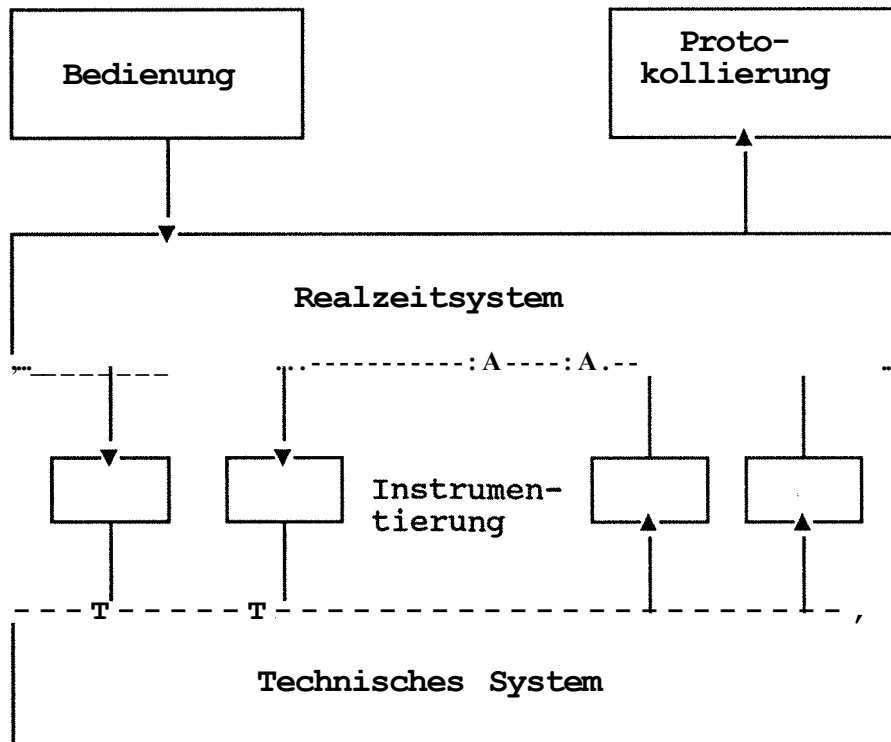 Bedienung
Proto-
kollierung
Realzeitsystem
:A-----:A.--
Instrumen-
tierung
T
T
Technisches System